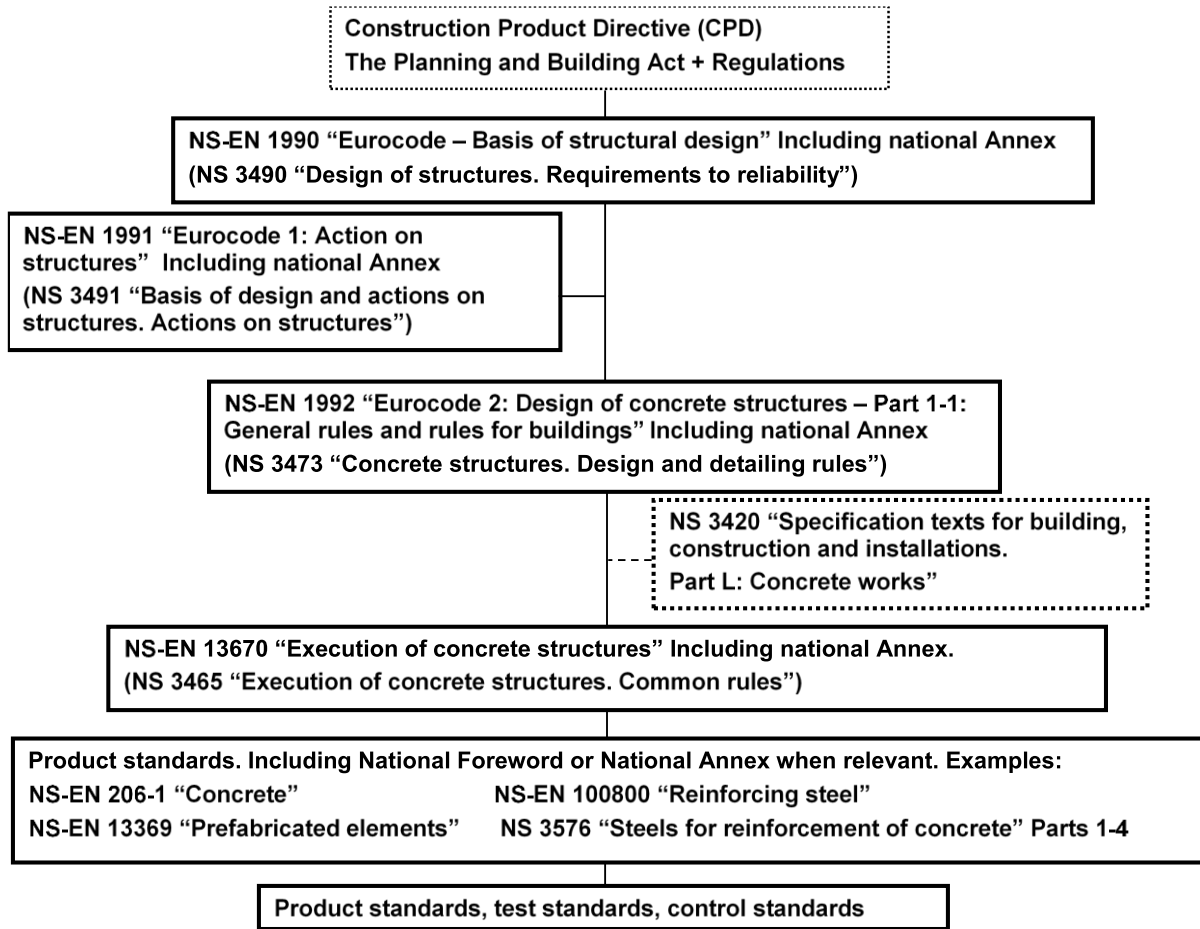 Construction Product Directive (CPD)
The Planning and Building Act + Regulations
NS-EN 1990 “Eurocode – Basis of structural design” Including national Annex
(NS 3490 “Design of structures. Requirements to reliability”)
NS-EN 1991 “Eurocode 1: Action on
structures”  Including national Annex
(NS 3491 “Basis of design and actions on
structures. Actions on structures”)
NS-EN 1992 “Eurocode 2: Design of concrete structures – Part 1-1:
General rules and rules for buildings” Including national Annex
(NS 3473 “Concrete structures. Design and detailing rules”)
NS 3420 “Specification texts for building,
construction and installations.
Part L: Concrete works”
NS-EN 13670 “Execution of concrete structures” Including national Annex.
(NS 3465 “Execution of concrete structures. Common rules”)
Product standards. Including National Foreword or National Annex when relevant. Examples:
NS-EN 206-1 “Concrete” NS-EN 100800 “Reinforcing steel”
NS-EN 13369 “Prefabricated elements” NS 3576 “Steels for reinforcement of concrete” Parts 1-4
Product standards, test standards, control standards